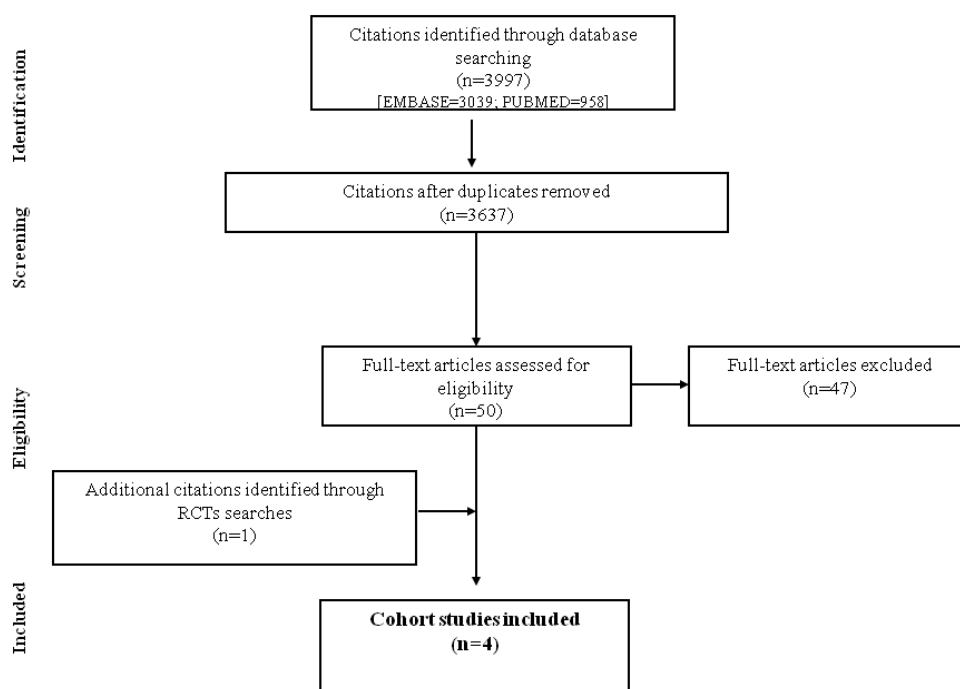 Identification
Citations identified through database
searching
(n=3997)
[EMBASE=3039; PUBMED=958]
Screening
Citations after duplicates removed
(n=3637)
Eligibility
Full-text articles assessed for
eligibility
(n=50)
Full-text articles excluded
(n=47)
Additional citations identified through
RCTs searches
(n=1)
Included
Cohort studies included
(n=4)